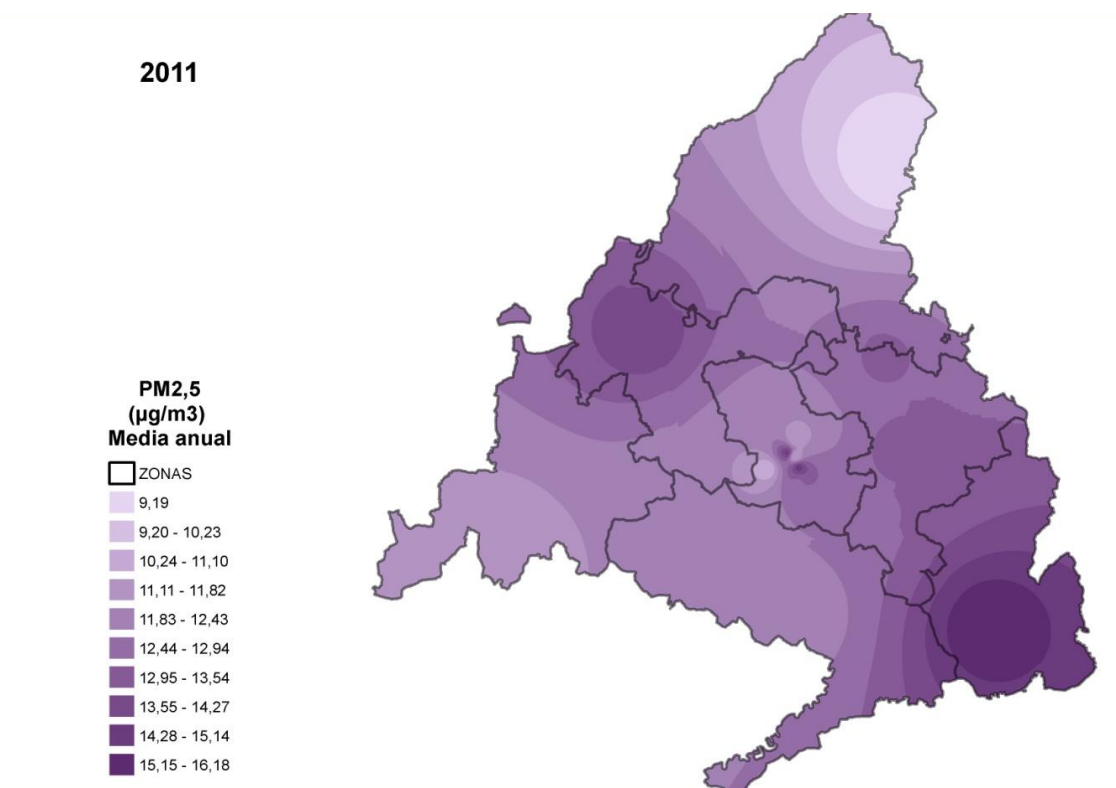 2011
PM2,5
(µg/m3)
Media anual
ZONAS
9,19
9,20 - 10,23
10,24 - 11,10
11,11 - 11,82
11,83 - 12,43
12,44 - 12,94
12,95 - 13,54
13,55 - 14,27
14,28 - 15,14
15,15 - 16,18